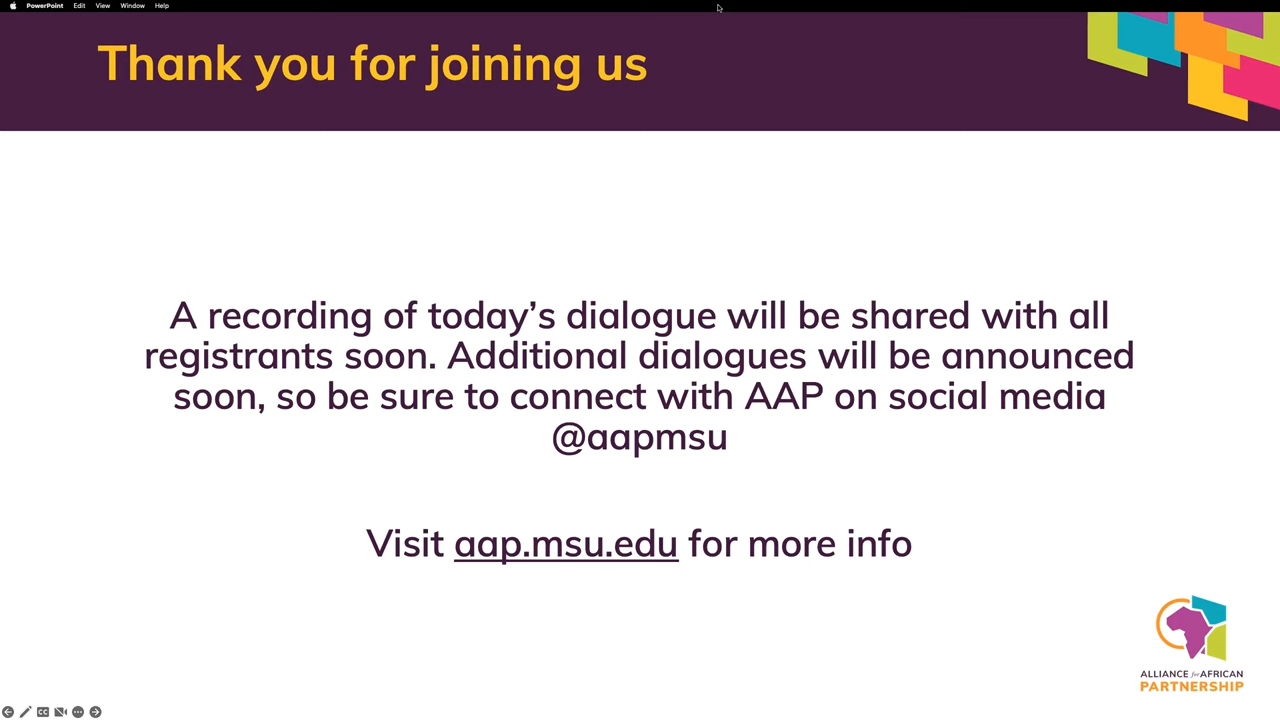 PowerPoint Edit View Window Help
Thank you for joining us
A recording of today’s dialogue will be shared with all
registrants soon. Additional dialogues will be announced
soon, so be sure to connect with AAP on social media
@aapmsu
Visit aap.msu.edu for more info
ALLIANCE for AFRICAN
PARTNERSHIP
CC